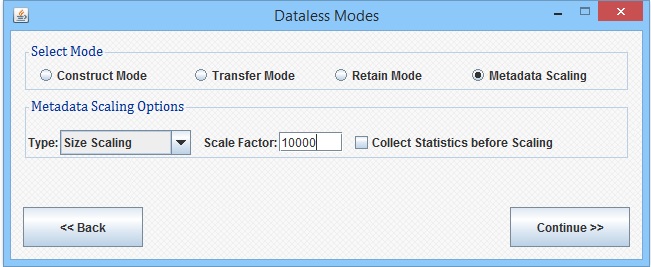 Dataless Modes
Select Mode
Construct Mode Transfer Mode Retain Mode Metadata Scaling
Metadata Scaling Options
Type: Size Scaling Scale Factor: 10000 Collect Statistics before Scaling
<< Back Continue >>